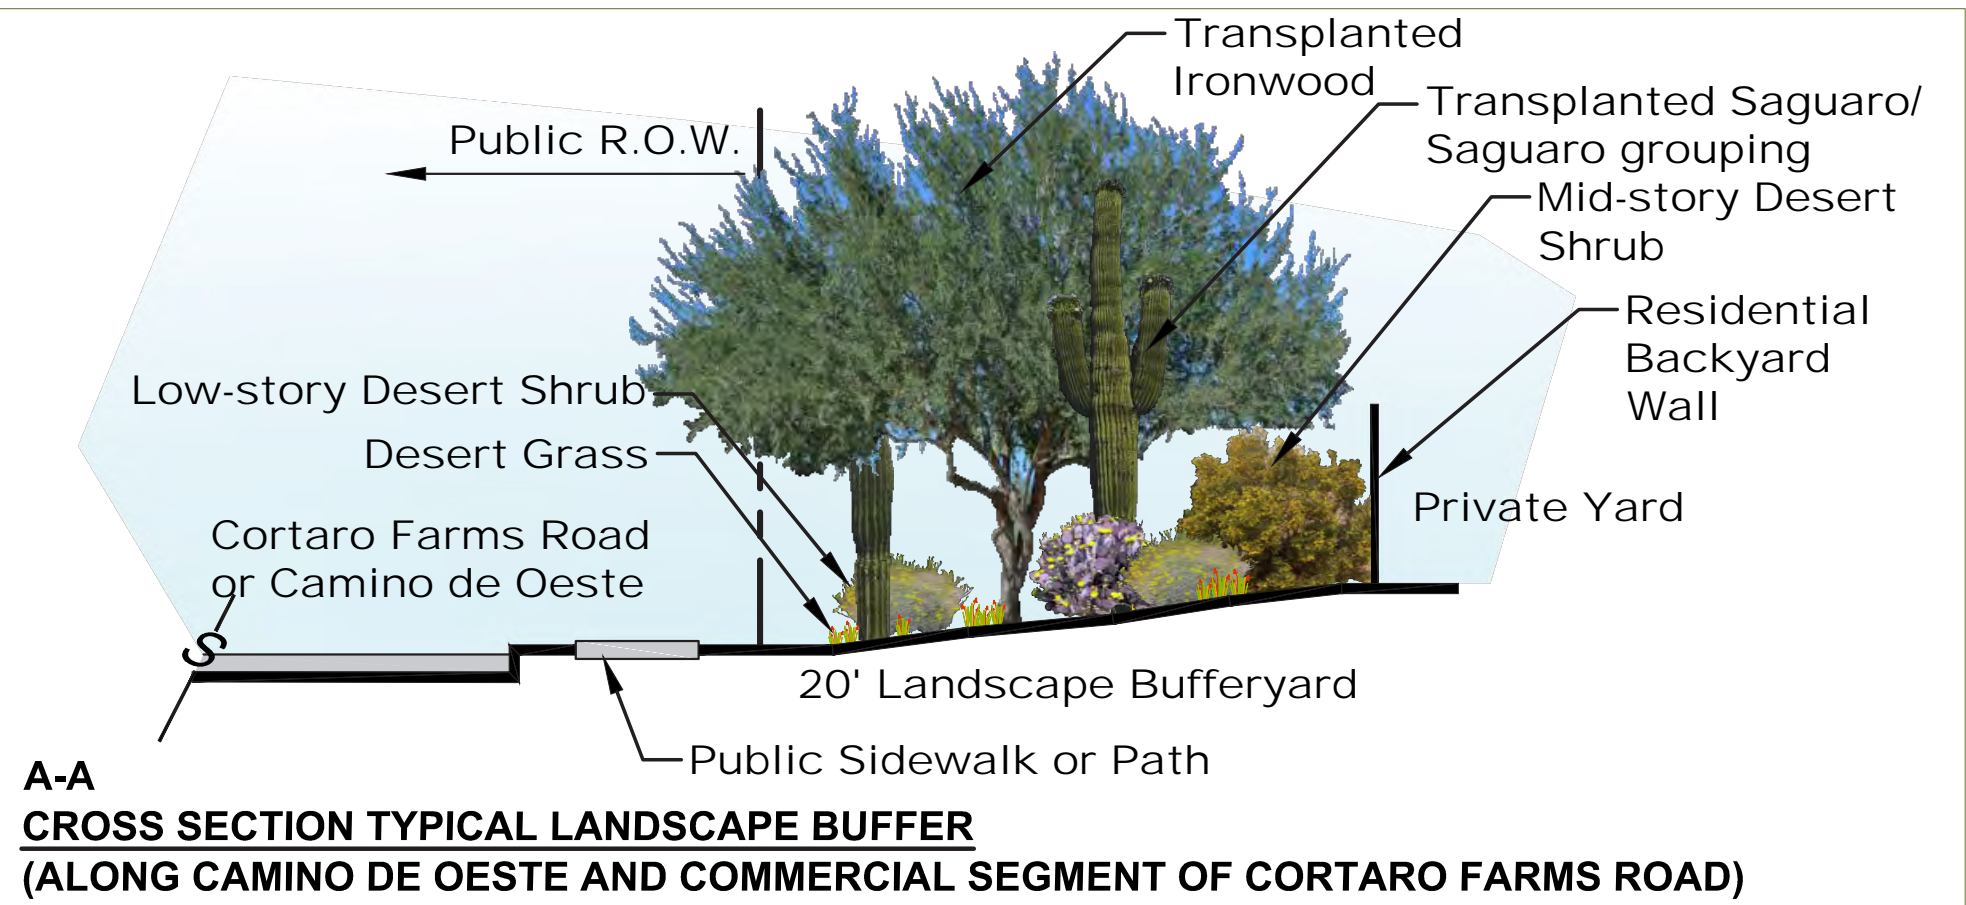 Transplanted
Ironwood
Transplanted Saguaro/
Saguaro grouping
Public R.O.W.
Mid-story Desert
Shrub
Residential
Backyard
Wall
Low-story Desert Shrub
Desert Grass
Private Yard
Cortaro Farms Road
or Camino de Oeste
S
20' Landscape Bufferyard
Public Sidewalk or Path
A-A
CROSS SECTION TYPICAL LANDSCAPE BUFFER
(ALONG CAMINO DE OESTE AND COMMERCIAL SEGMENT OF CORTARO FARMS ROAD)